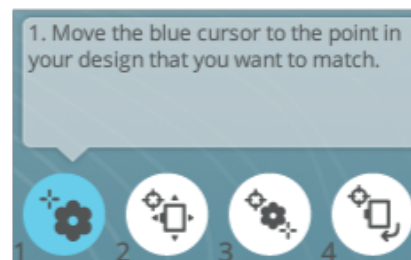 1. Move the blue cursor to the point in
your design that you want to match.
1 2 3 4